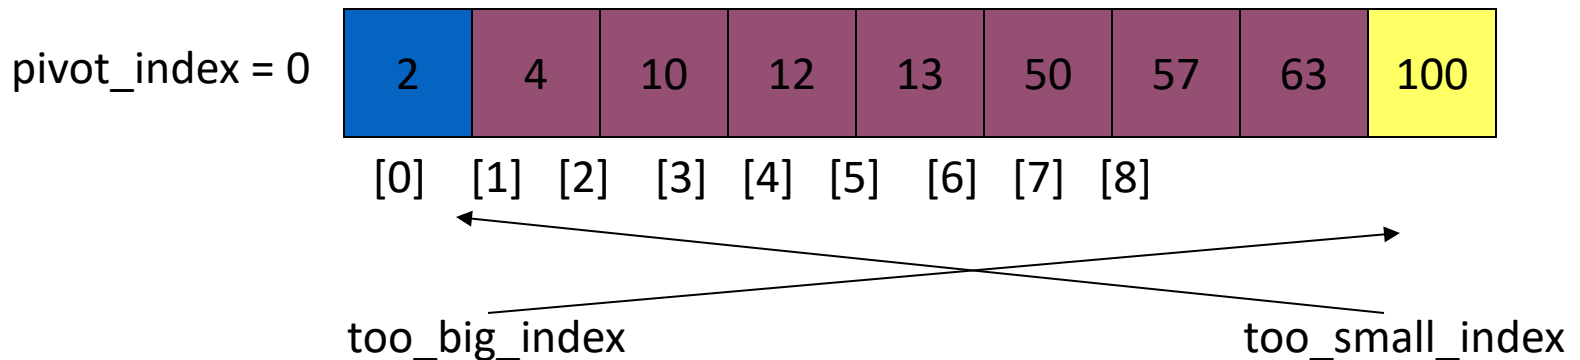 pivot_index = 0 2 4 10 12 13 50 57 63 100
[0] [1] [2] [3] [4] [5] [6] [7] [8]
too_big_index too_small_index